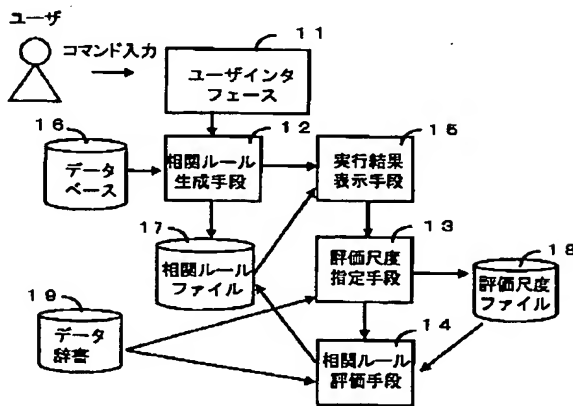 ユーザ
コマンド入力
11
ユーザインタ
フェース
16
データ
ベース
12
相関ルール
生成手段
15
実行結果
表示手段
17
相関ルール
ファイル
13
評価尺度
指定手段
18
評価尺度
ファイル
19
データ
辞書
14
相関ルール
評価手段